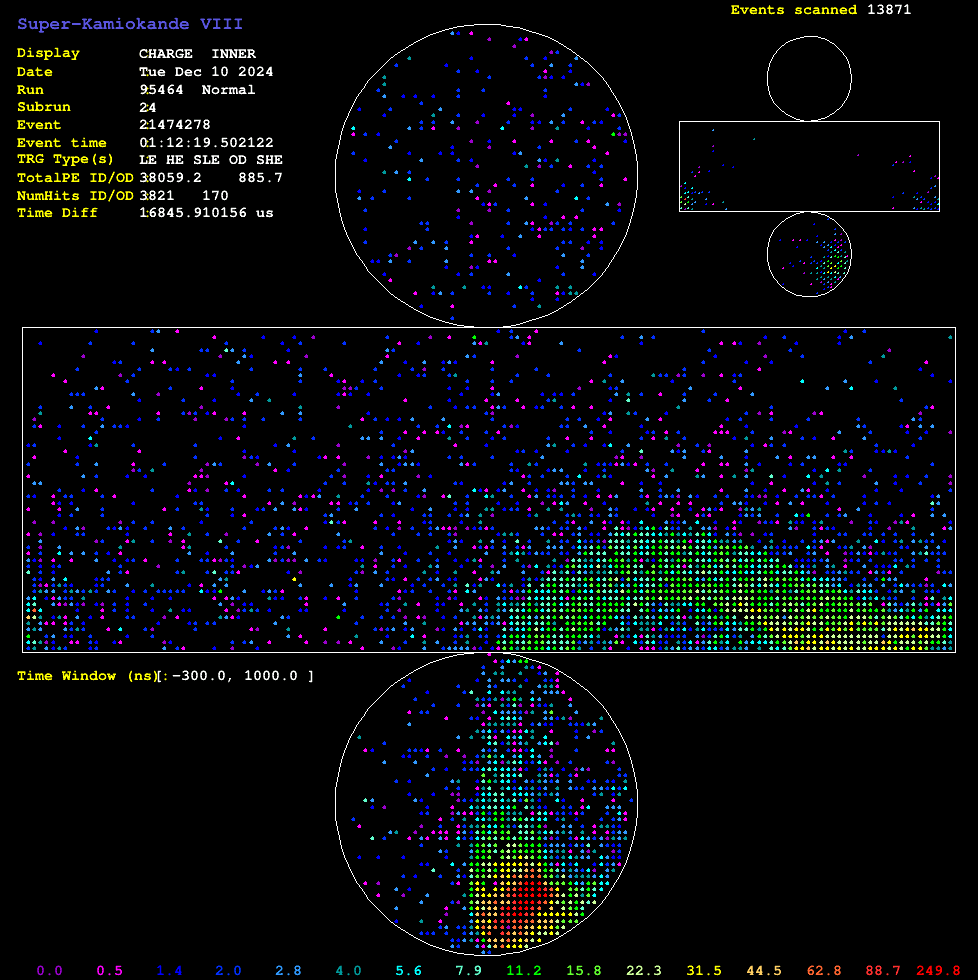 Super-Kamiokande VIII
Events scanned 13871
Display CHARGE INNER
Date Tue Dec 10 2024
Run 95464 Normal
Subrun 24
Event 21474278
Event time 01:12:19.502122
TRG Type(s) LE HE SLE OD SHE
TotalPE ID/OD 38059.2 885.7
NumHits ID/OD 3821 170
Time Diff 16845.910156 us
Time Window (ns)[:-300.0, 1000.0 ]
0.0 0.5 1.4 2.0 2.8 4.0 5.6 7.9 11.2 15.8 22.3 31.5 44.5 62.8 88.7 249.8